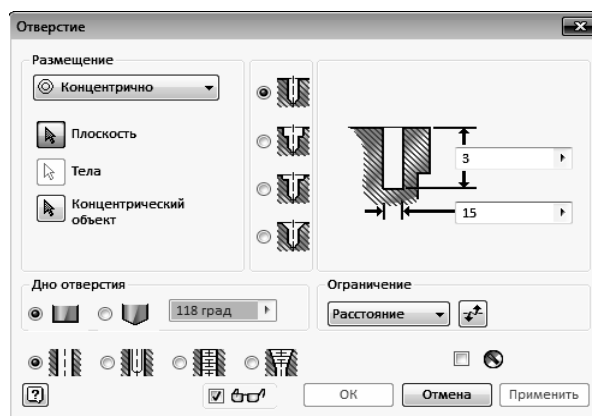 Отверстие
Размещение
Концентрично
Плоскость
Тела
Концентрический
объект
3
15
Дно отверстия
118 град
Ограничение
Расстояние
ОК
Отмена
Применить